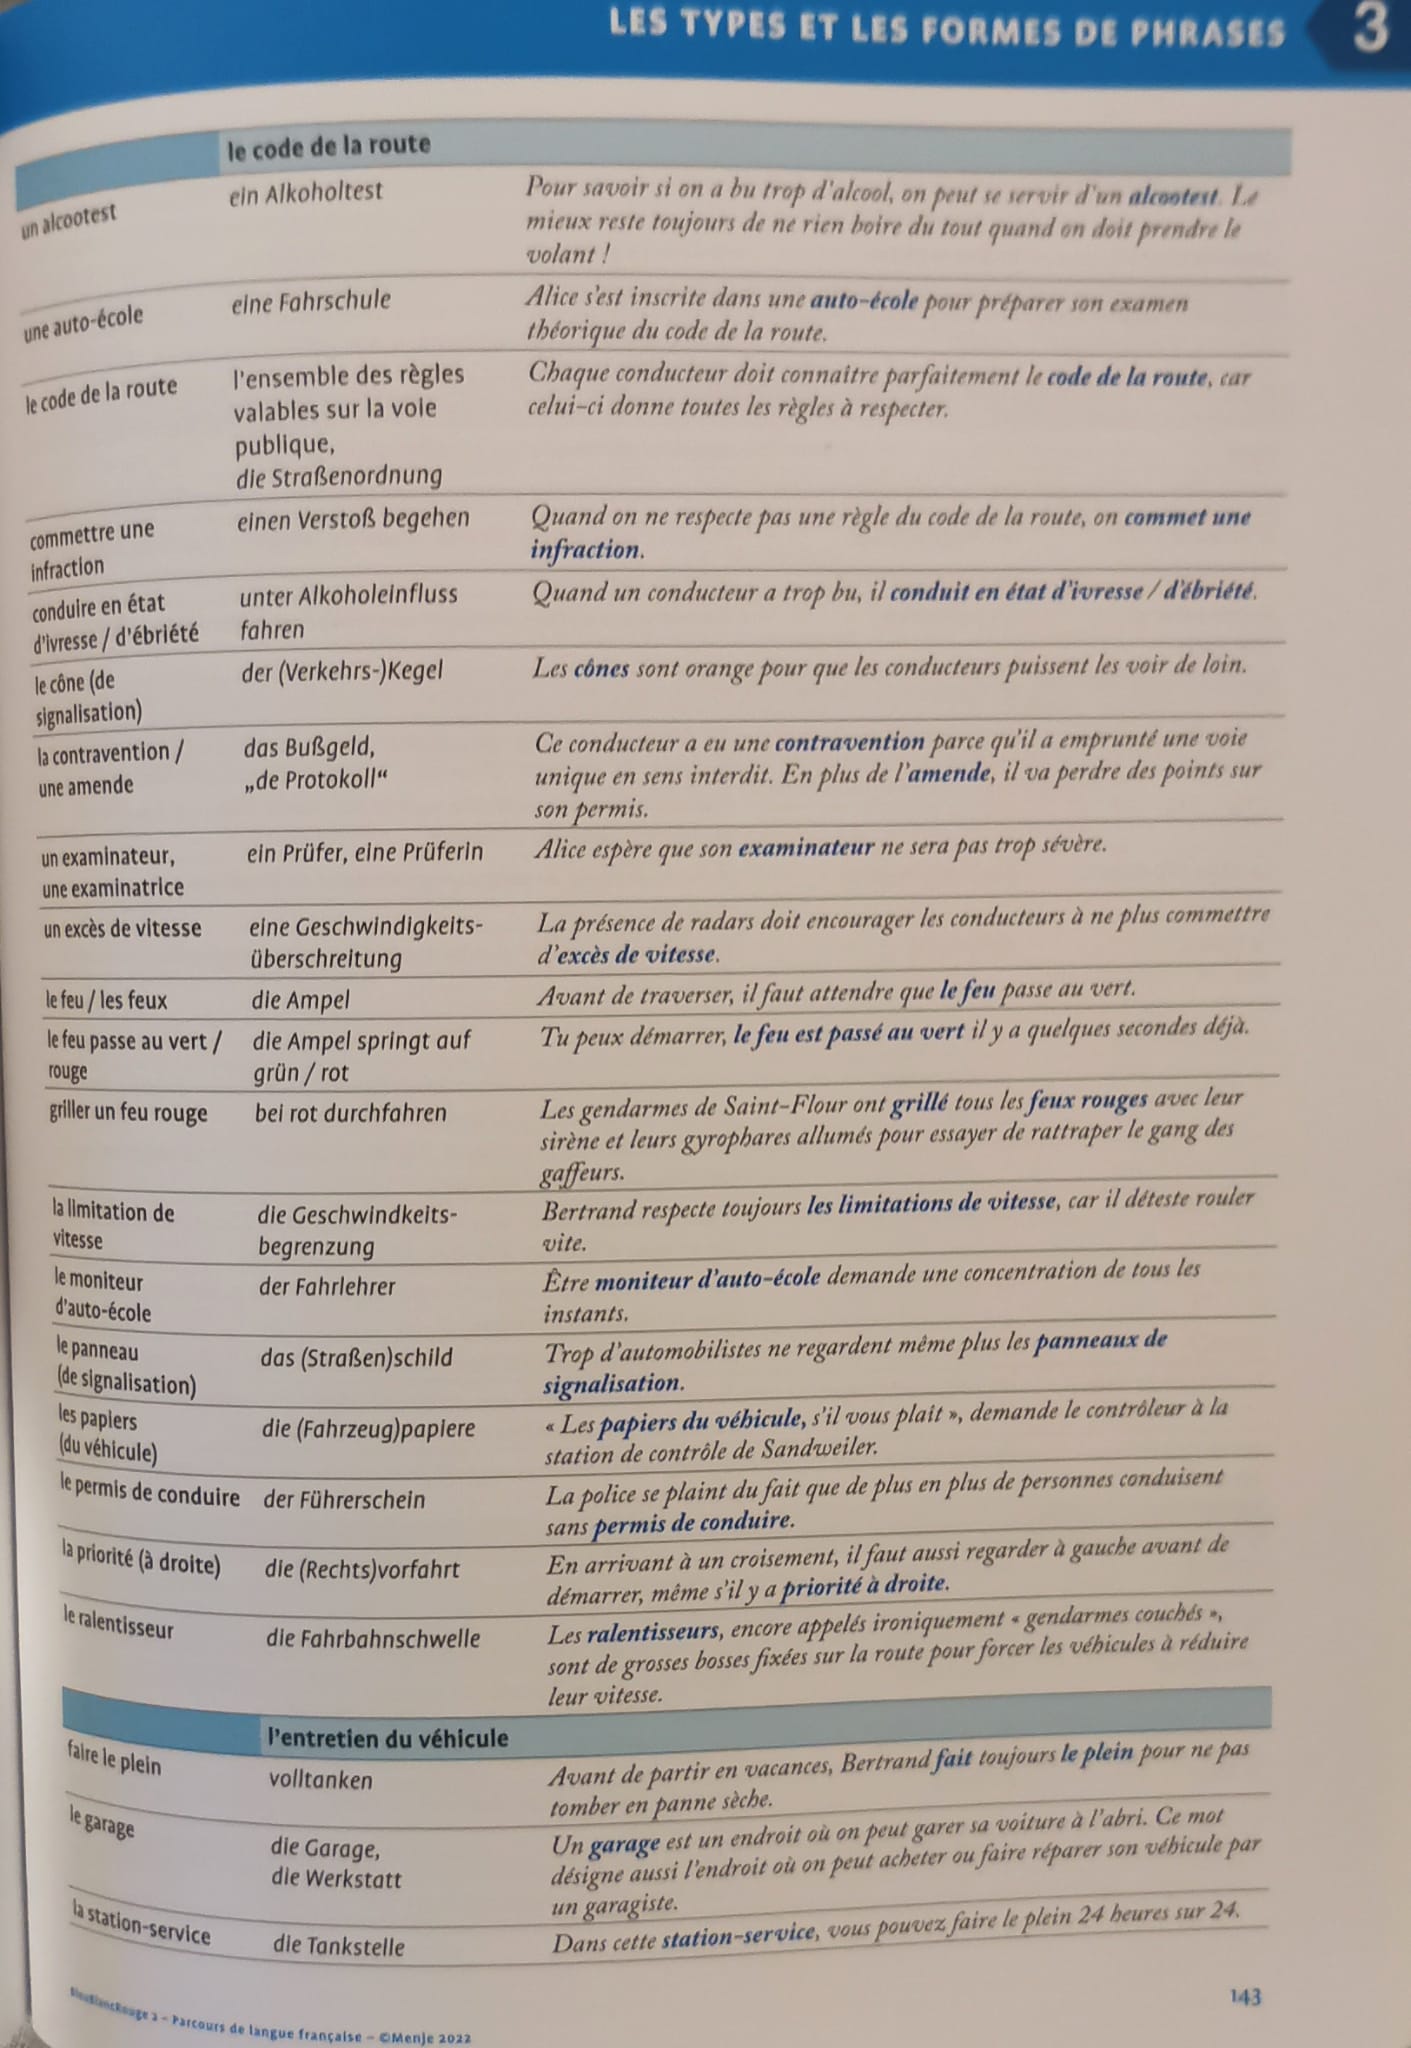 LES TYPES ET LES FORMES DE PHRASES
3
le code de la route
un alcootest
ein Alkoholtest
Pour savoir si on a bu trop d'alcool, on peut se servir d'un alcootest. Le
mieux reste toujours de ne rien boire du tout quand on doit prendre le
volant !
une auto-école
eine Fahrschule
Alice s'est inscrite dans une auto-école pour préparer son examen
théorique du code de la route.
le code de la route
l'ensemble des règles
valables sur la voie
publique,
die Straßenordnung
Chaque conducteur doit connaître parfaitement le code de la route, car
celui-ci donne toutes les règles à respecter.
commettre une
infraction
einen Verstoß begehen
Quand on ne respecte pas une règle du code de la route, on commet une
infraction.
conduire en état
d'ivresse / d'ébriété
unter Alkoholeinfluss
fahren
Quand un conducteur a trop bu, il conduit en état d'ivresse / d'ébriété.
le cône (de
signalisation)
der (Verkehrs-)Kegel
Les cônes sont orange pour que les conducteurs puissent les voir de loin.
la contravention /
une amende
das Bußgeld,
„de Protokoll“
Ce conducteur a eu une contravention parce qu'il a emprunté une voie
unique en sens interdit. En plus de l'amende, il va perdre des points sur
son permis.
un examinateur,
une examinatrice
ein Prüfer, eine Prüferin
Alice espère que son examinateur ne sera pas trop sévère.
un excès de vitesse
eine Geschwindigkeits-
überschreitung
La présence de radars doit encourager les conducteurs à ne plus commettre
d'excès de vitesse.
le feu / les feux
die Ampel
Avant de traverser, il faut attendre que le feu passe au vert.
le feu passe au vert /
rouge
die Ampel springt auf
grün / rot
Tu peux démarrer, le feu est passé au vert il y a quelques secondes déjà.
griller un feu rouge
bei rot durchfahren
Les gendarmes de Saint-Flour ont grillé tous les feux rouges avec leur
sirène et leurs gyrophares allumés pour essayer de rattraper le gang des
gaffeurs.
la limitation de
vitesse
die Geschwindkeits-
begrenzung
Bertrand respecte toujours les limitations de vitesse, car il déteste rouler
vite.
le moniteur
d'auto-école
der Fahrlehrer
Être moniteur d'auto-école demande une concentration de tous les
instants.
le panneau
(de signalisation)
das (Straßen)schild
Trop d'automobilistes ne regardent même plus les panneaux de
signalisation.
les papiers
(du véhicule)
die (Fahrzeug)papiere
« Les papiers du véhicule, s'il vous plaît », demande le contrôleur à la
station de contrôle de Sandweiler.
le permis de conduire
der Führerschein
La police se plaint du fait que de plus en plus de personnes conduisent
sans permis de conduire.
la priorité (à droite)
die (Rechts)vorfahrt
En arrivant à un croisement, il faut aussi regarder à gauche avant de
démarrer, même s'il y a priorité à droite.
le ralentisseur
die Fahrbahnschwelle
Les ralentisseurs, encore appelés ironiquement « gendarmes couchés »,
sont de grosses bosses fixées sur la route pour forcer les véhicules à réduire
leur vitesse.
l'entretien du véhicule
faire le plein
volltanken
Avant de partir en vacances, Bertrand fait toujours le plein pour ne pas
tomber en panne sèche.
le garage
die Garage,
die Werkstatt
Un garage est un endroit où on peut garer sa voiture à l'abri. Ce mot
désigne aussi l'endroit où on peut acheter ou faire réparer son véhicule par
un garagiste.
la station-service
die Tankstelle
Dans cette station-service, vous pouvez faire le plein 24 heures sur 24.
BleuBlancRouge 2 – Parcours de langue française – ©Menje 2022
143